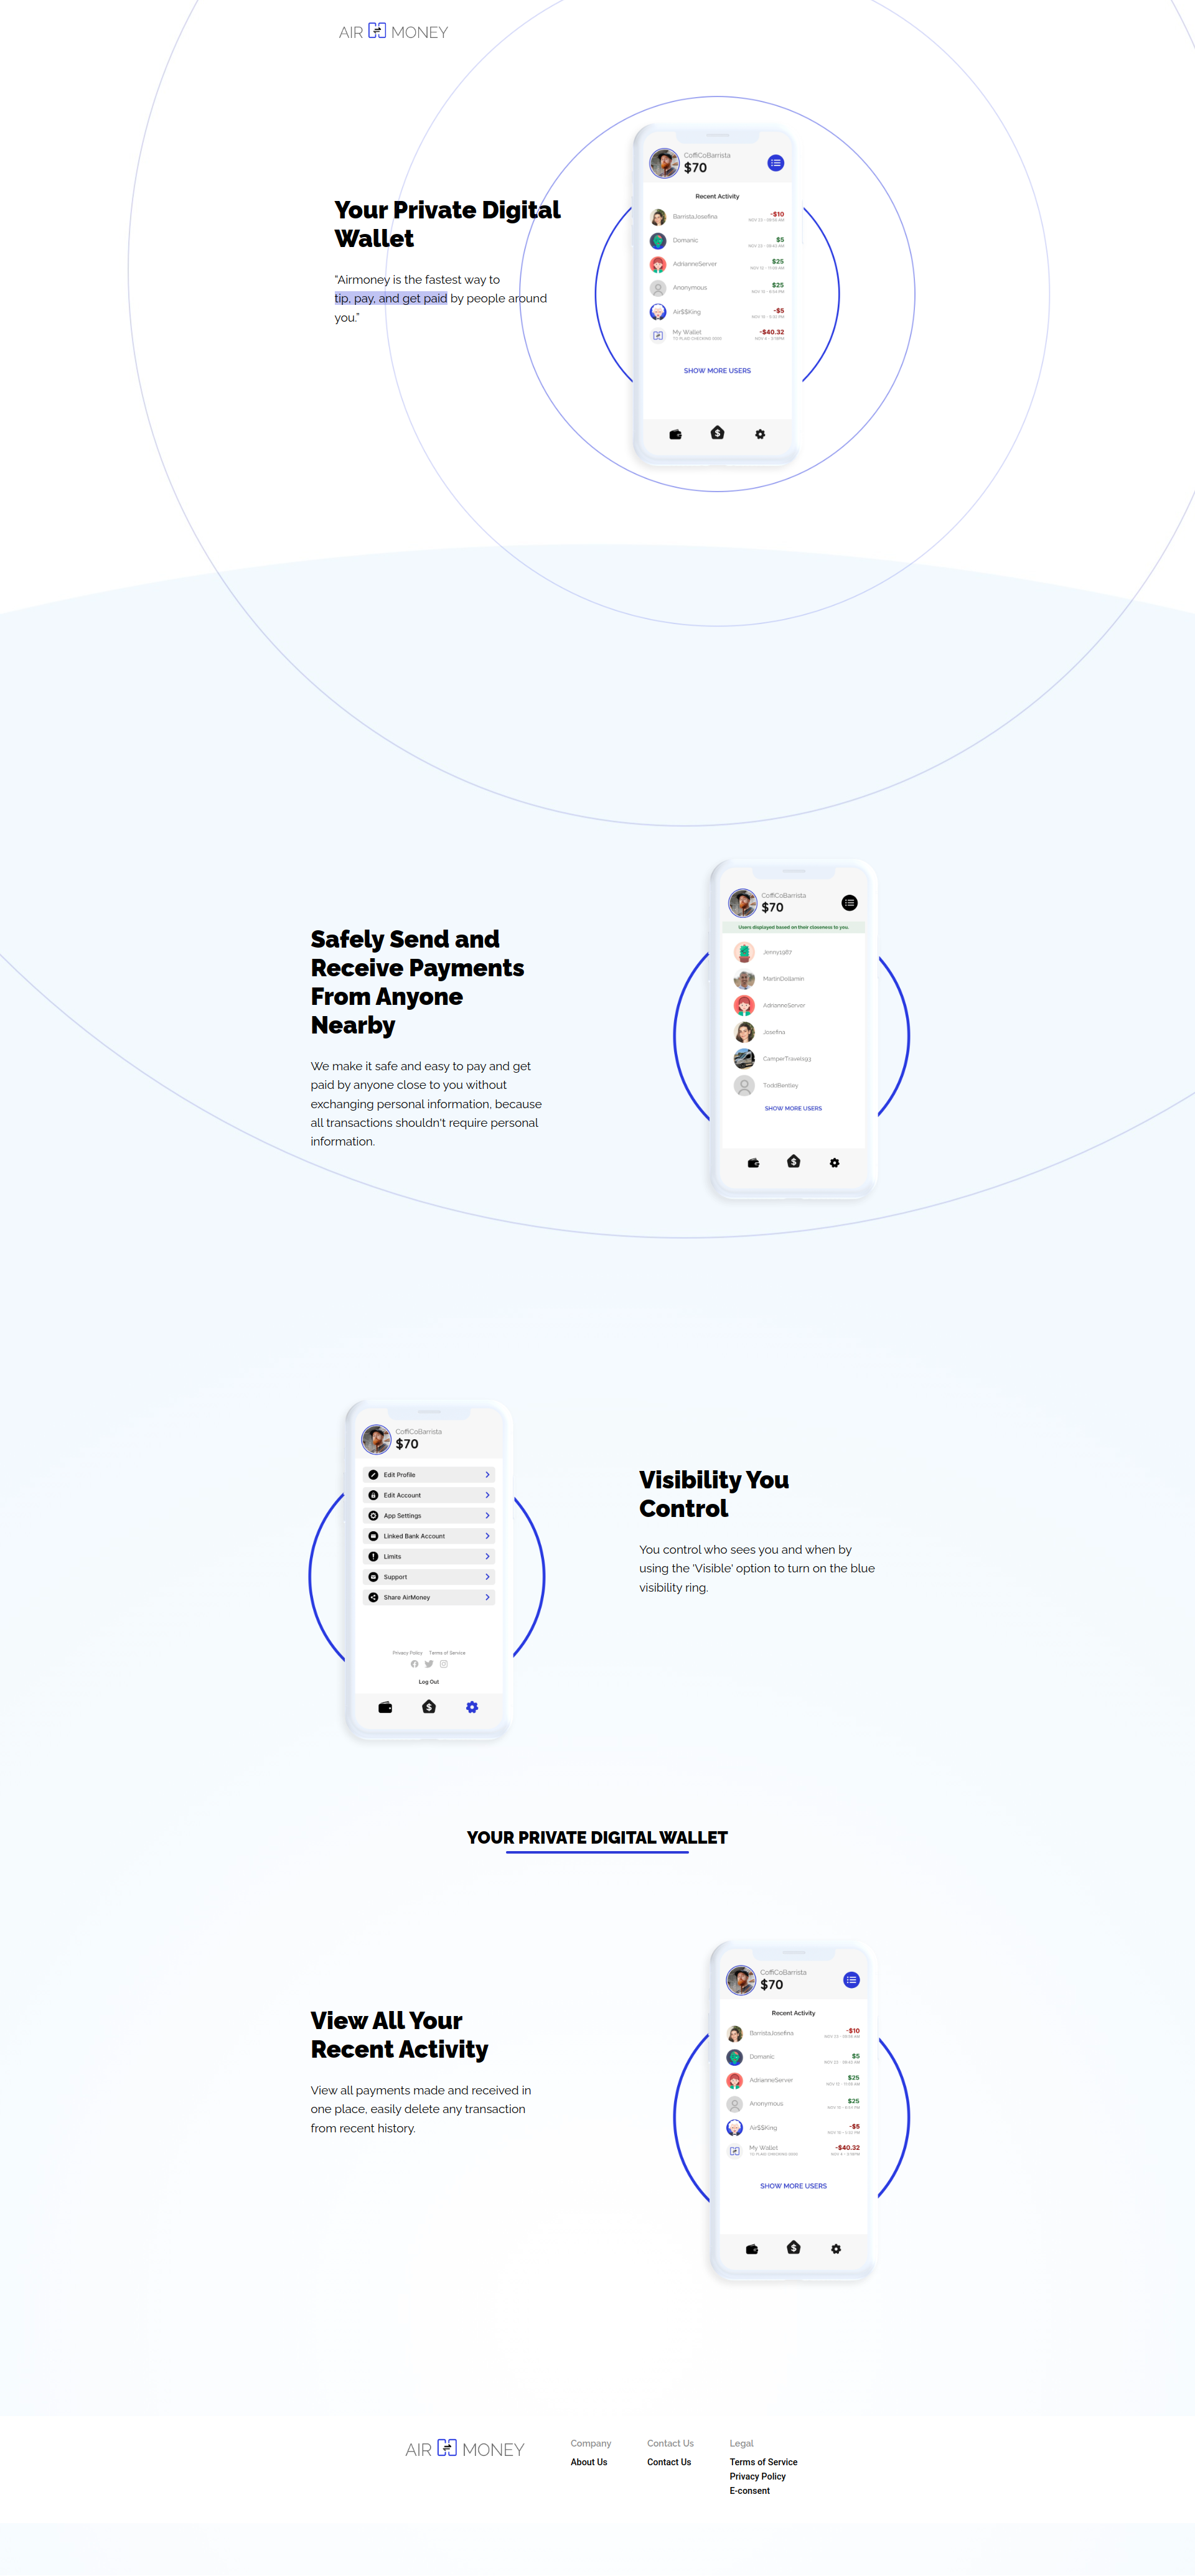 AIR MONEY
Your Private Digital
Wallet
"Airmoney is the fastest way to
tip, pay, and get paid by people around
you."
CoffiCoBarrista
$70
Recent Activity
BarristaJosefina -$10
Domanic $5
AdrianneServer $25
Anonymous $25
Air$$King -$5
My Wallet -$40.32
SHOW MORE USERS
Safely Send and
Receive Payments
From Anyone
Nearby
We make it safe and easy to pay and get
paid by anyone close to you without
exchanging personal information, because
all transactions shouldn't require personal
information.
CoffiCoBarrista
$70
Users displayed based on their closeness to you.
Jenny1987
MartinDollamin
AdrianneServer
Josefina
CamperTravels93
ToddBentley
SHOW MORE USERS
CoffiCoBarrista
$70
Edit Profile
Edit Account
App Settings
Linked Bank Account
Limits
Support
Share AirMoney
Privacy Policy Terms of Service
Log Out
Visibility You
Control
You control who sees you and when by
using the 'Visible' option to turn on the blue
visibility ring.
YOUR PRIVATE DIGITAL WALLET
View All Your
Recent Activity
View all payments made and received in
one place, easily delete any transaction
from recent history.
CoffiCoBarrista
$70
Recent Activity
BarristaJosefina -$10
Domanic $5
AdrianneServer $25
Anonymous $25
Air$$King -$5
My Wallet -$40.32
SHOW MORE USERS
AIR MONEY
Company
About Us
Contact Us
Contact Us
Legal
Terms of Service
Privacy Policy
E-consent